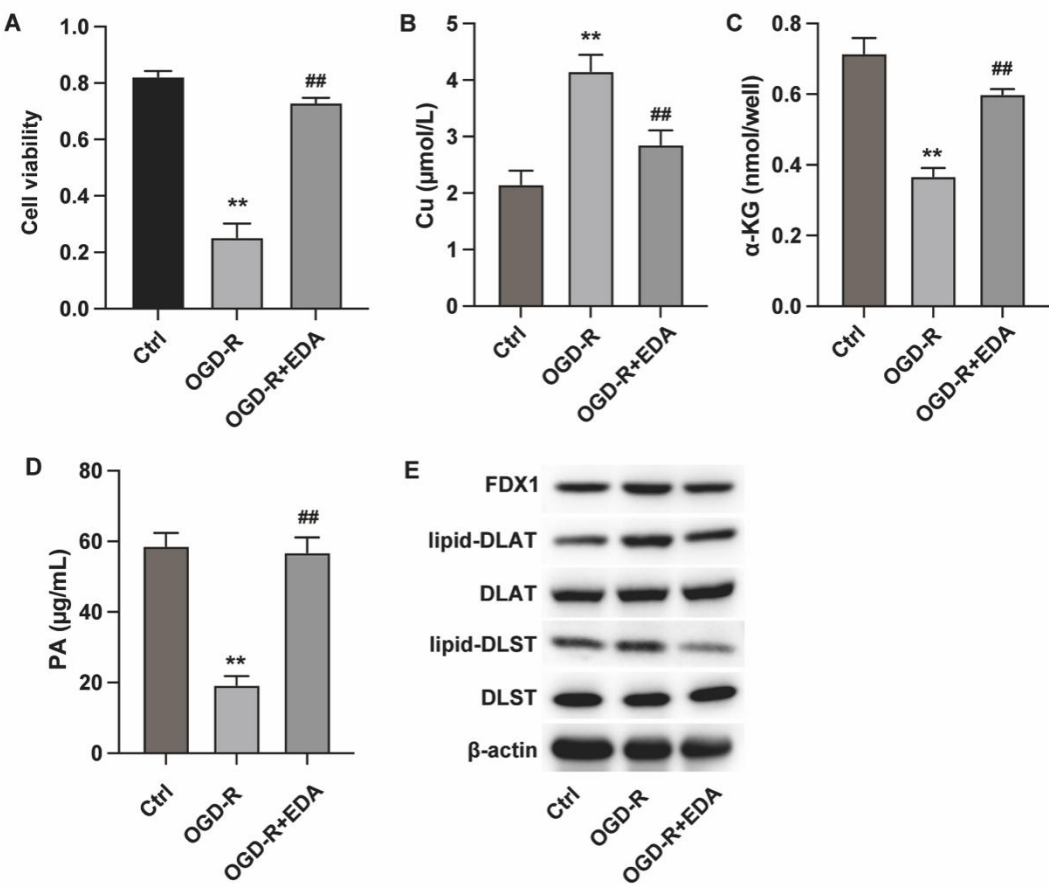 A
Cell viability
1.0
0.8
0.6
0.4
0.2
0.0
**
##
Ctrl
OGD-R
OGD-R+EDA
B
Cu (μmol/L)
5
4
3
2
1
0
**
##
Ctrl
OGD-R
OGD-R+EDA
C
α-KG (nmol/well)
0.8
0.6
0.4
0.2
0.0
**
##
Ctrl
OGD-R
OGD-R+EDA
D
PA (μg/mL)
80
60
40
20
0
**
##
Ctrl
OGD-R
OGD-R+EDA
E
FDX1
lipid-DLAT
DLAT
lipid-DLST
DLST
β-actin
Ctrl
OGD-R
OGD-R+EDA